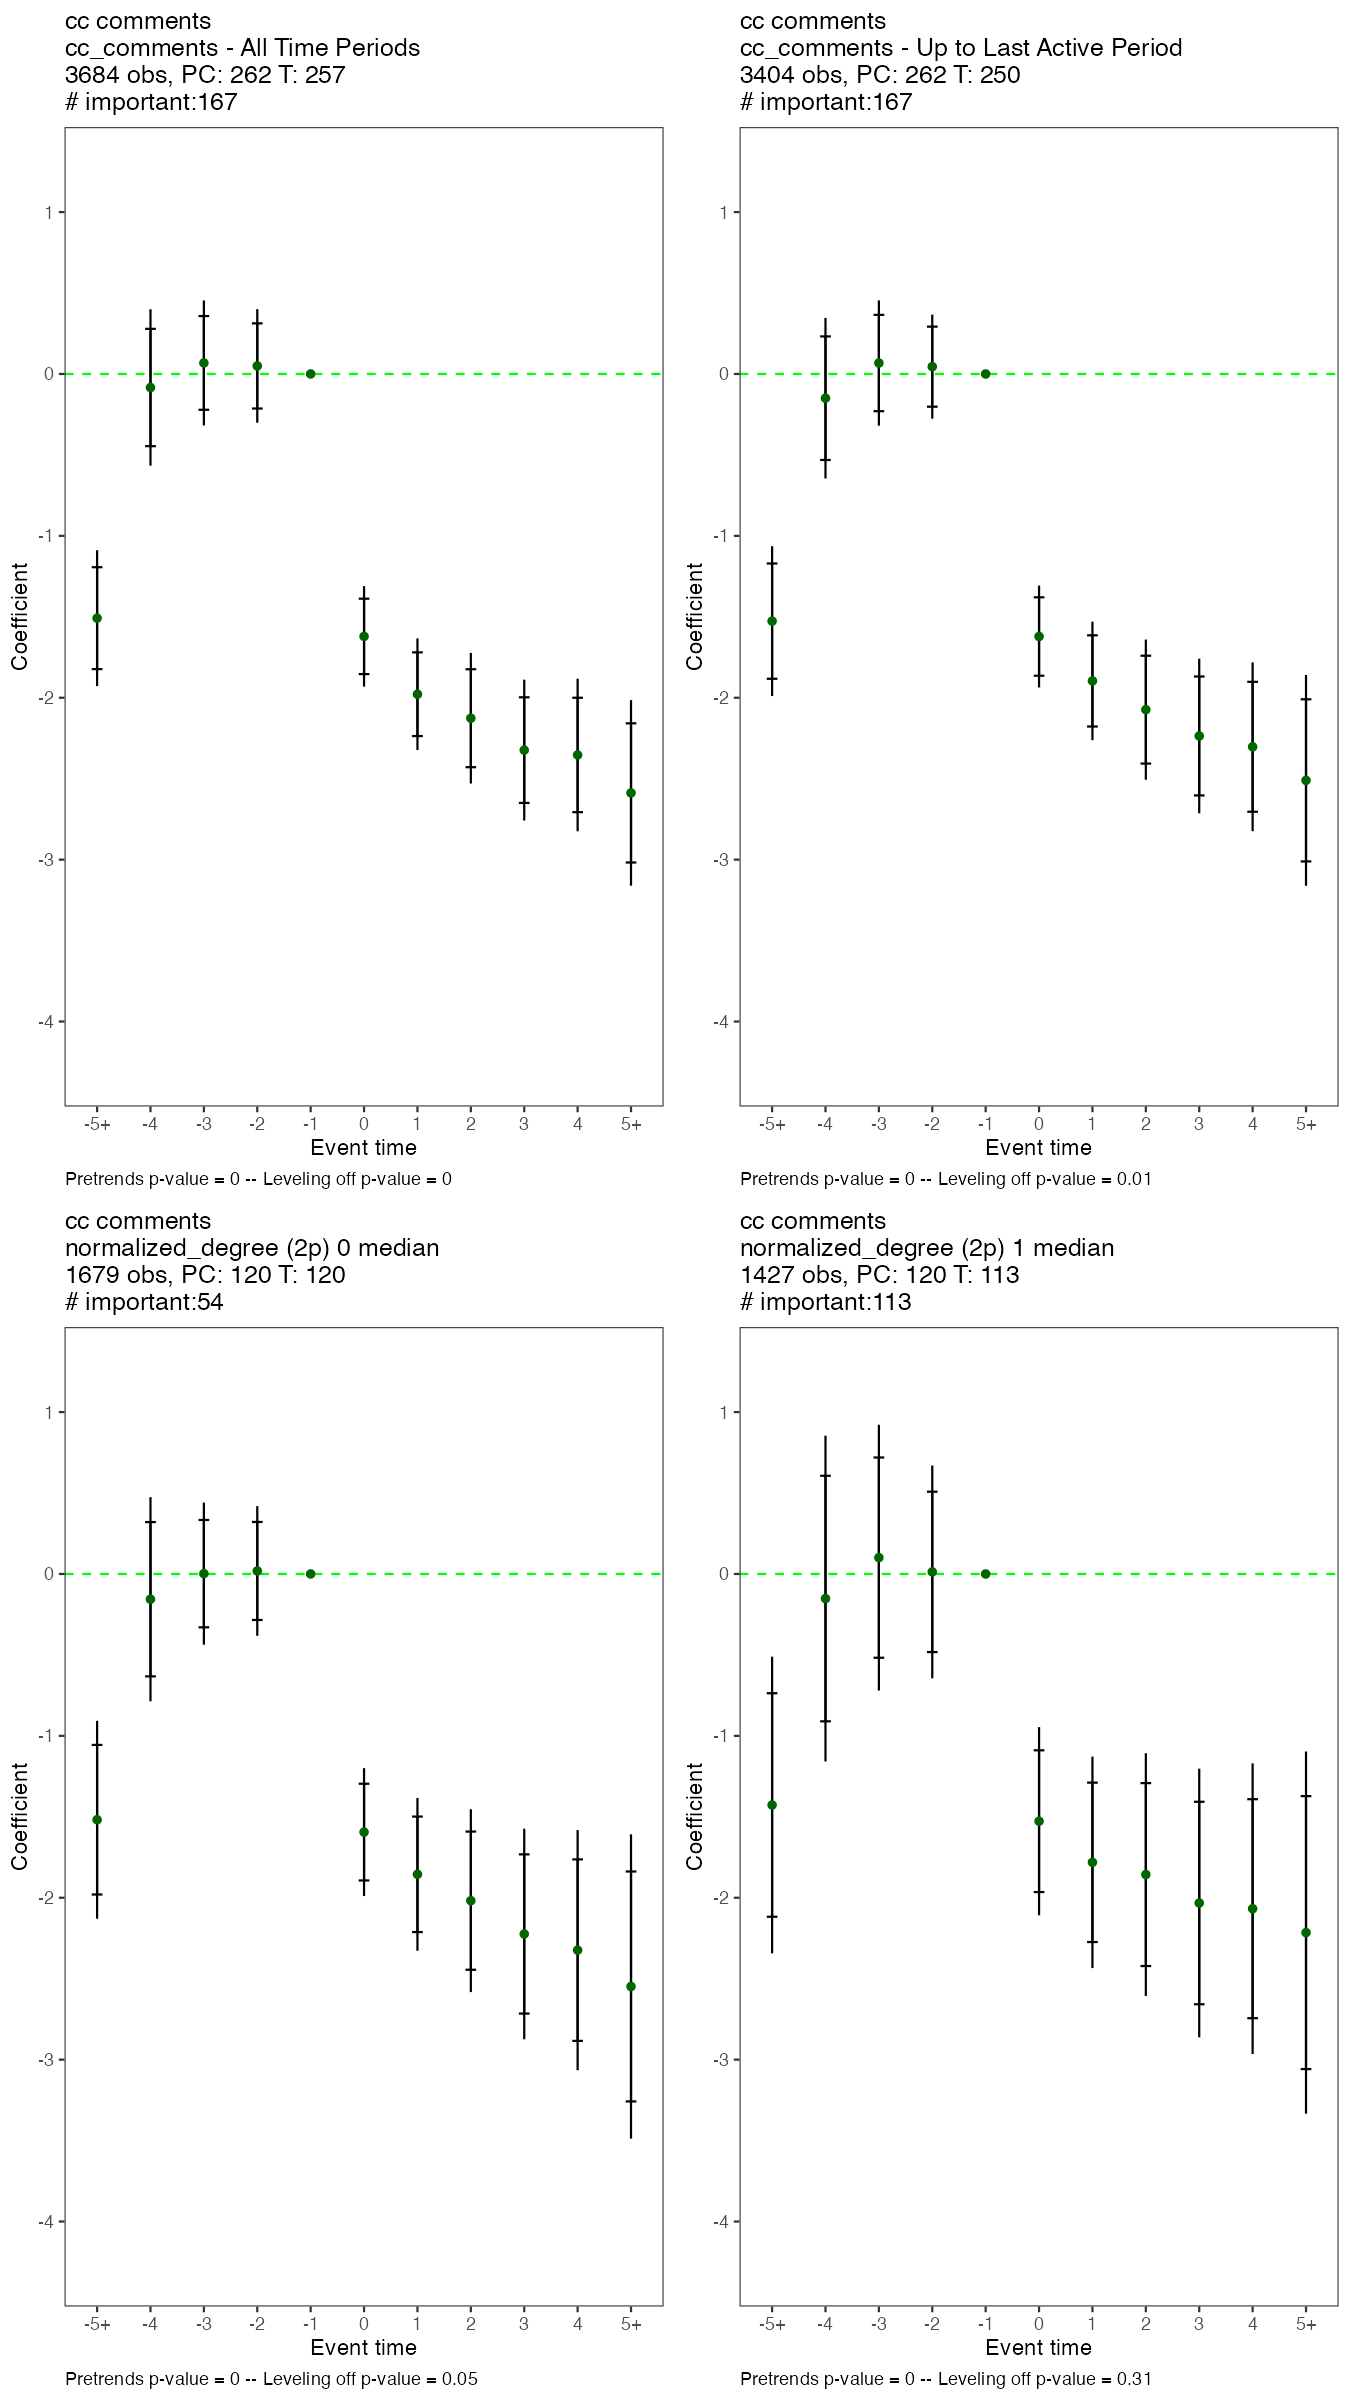 cc comments
cc_comments - All Time Periods
3684 obs, PC: 262 T: 257
# important:167
1
0
-1
-2
-3
-4
Coefficient
-5+ -4 -3 -2 -1 0 1 2 3 4 5+
Event time
Pretrends p-value = 0 -- Leveling off p-value = 0
cc comments
cc_comments - Up to Last Active Period
3404 obs, PC: 262 T: 250
# important:167
1
0
-1
-2
-3
-4
Coefficient
-5+ -4 -3 -2 -1 0 1 2 3 4 5+
Event time
Pretrends p-value = 0 -- Leveling off p-value = 0.01
cc comments
normalized_degree (2p) 0 median
1679 obs, PC: 120 T: 120
# important:54
1
0
-1
-2
-3
-4
Coefficient
-5+ -4 -3 -2 -1 0 1 2 3 4 5+
Event time
Pretrends p-value = 0 -- Leveling off p-value = 0.05
cc comments
normalized_degree (2p) 1 median
1427 obs, PC: 120 T: 113
# important:113
1
0
-1
-2
-3
-4
Coefficient
-5+ -4 -3 -2 -1 0 1 2 3 4 5+
Event time
Pretrends p-value = 0 -- Leveling off p-value = 0.31